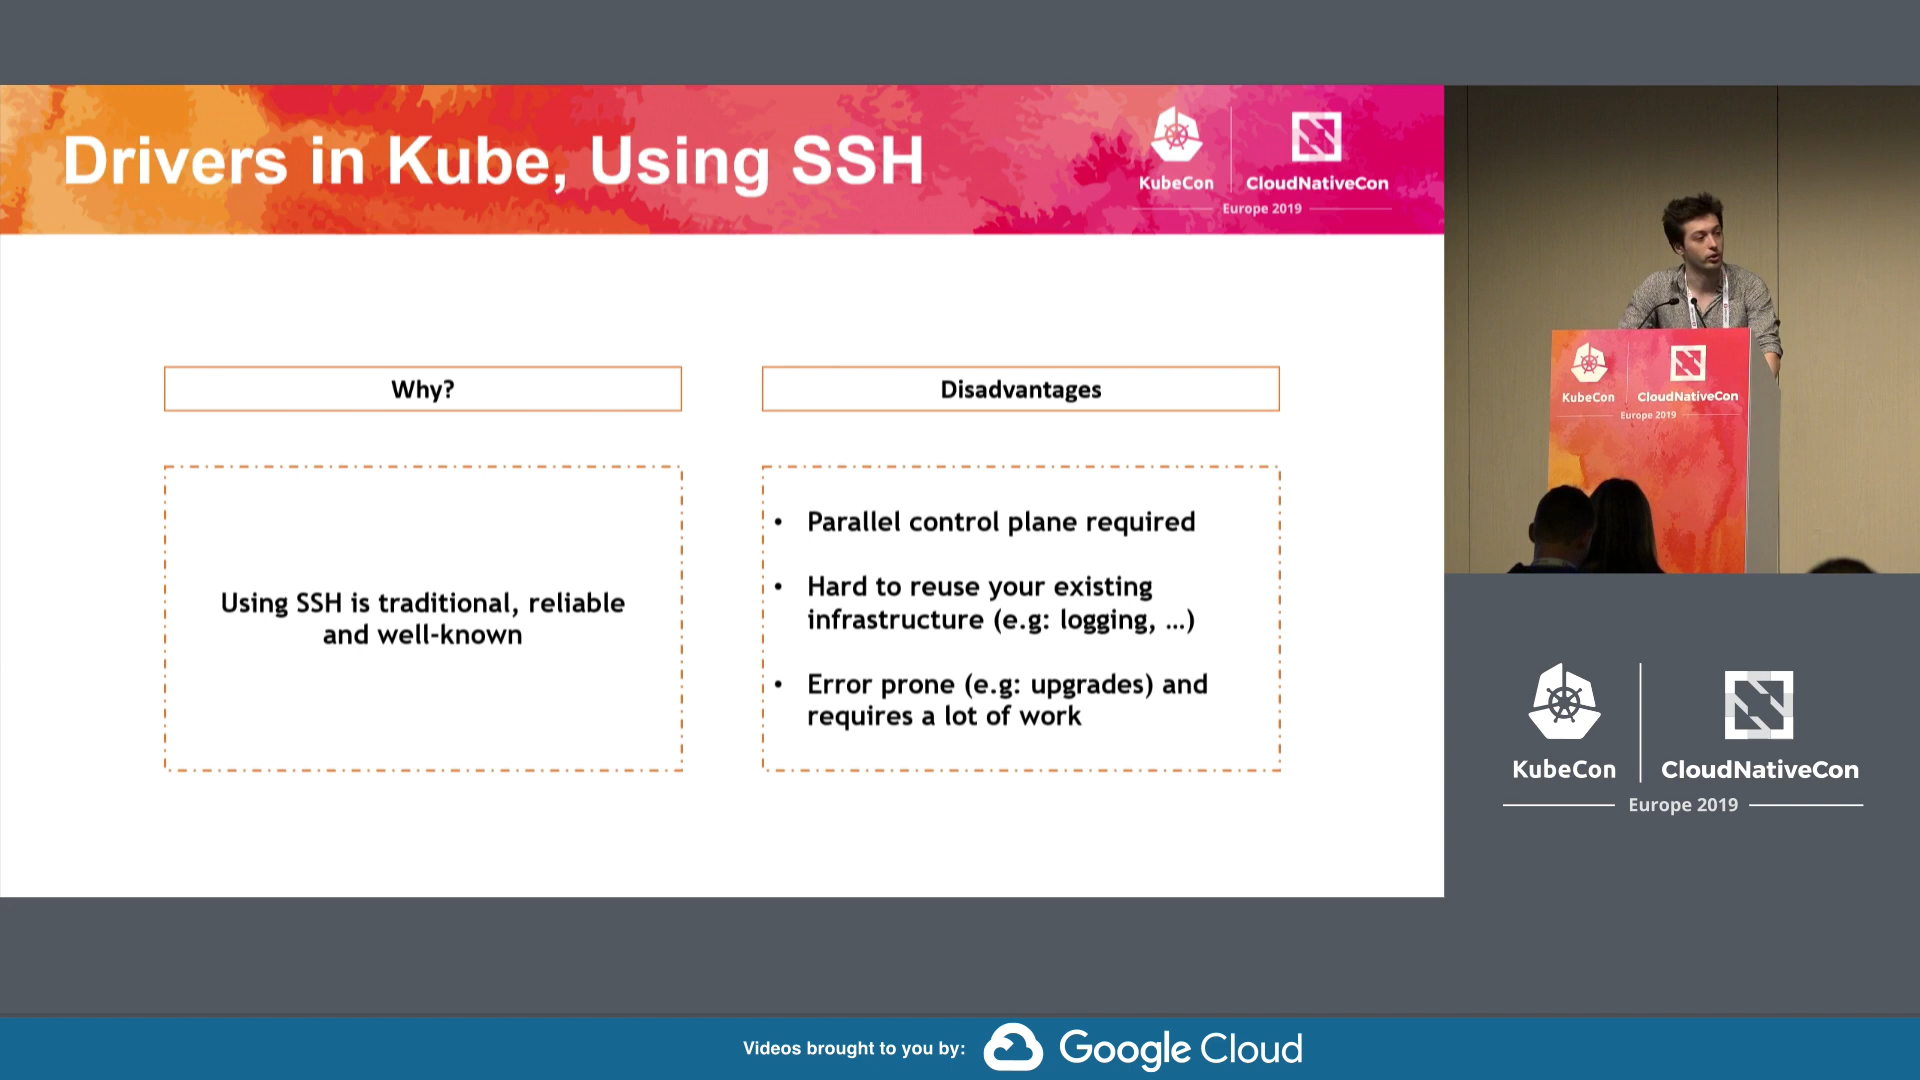 Drivers in Kube, Using SSH
KubeCon
CloudNativeCon
Europe 2019
Why?
Disadvantages
Using SSH is traditional, reliable
and well-known
• Parallel control plane required
• Hard to reuse your existing
infrastructure (e.g: logging, ...)
• Error prone (e.g: upgrades) and
requires a lot of work
KubeCon
CloudNativeCon
Europe 2019
KubeCon
CloudNativeCon
Europe 2019
Videos brought to you by:
Google Cloud